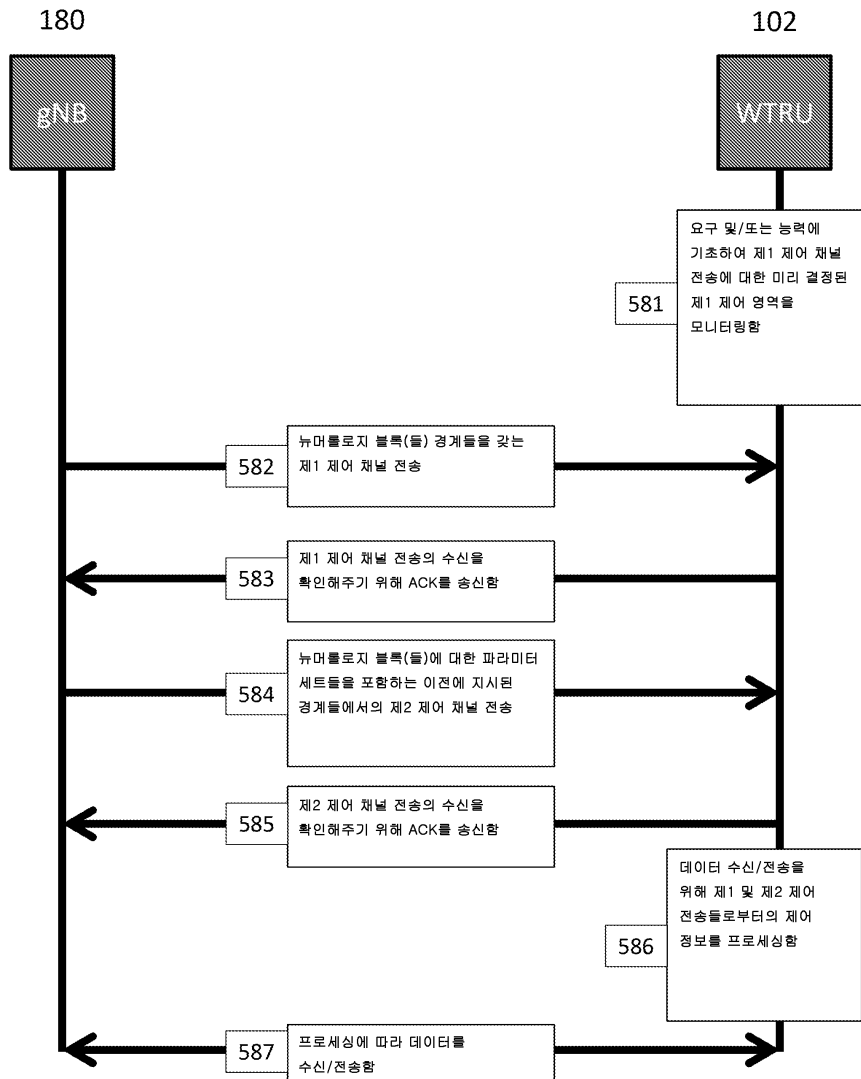 180
102
gNB
WTRU
581
요구 및/또는 능력에
기초하여 제1 제어 채널
전송에 대한 미리 결정된
제1 제어 영역을
모니터링함
582
뉴머롤로지 블록(들) 경계들을 갖는
제1 제어 채널 전송
583
제1 제어 채널 전송의 수신을
확인해주기 위해 ACK를 송신함
584
뉴머롤로지 블록(들)에 대한 파라미터
세트들을 포함하는 이전에 지시된
경계들에서의 제2 제어 채널 전송
585
제2 제어 채널 전송의 수신을
확인해주기 위해 ACK를 송신함
586
데이터 수신/전송을
위해 제1 및 제2 제어
전송들로부터의 제어
정보를 프로세싱함
587
프로세싱에 따라 데이터를
수신/전송함